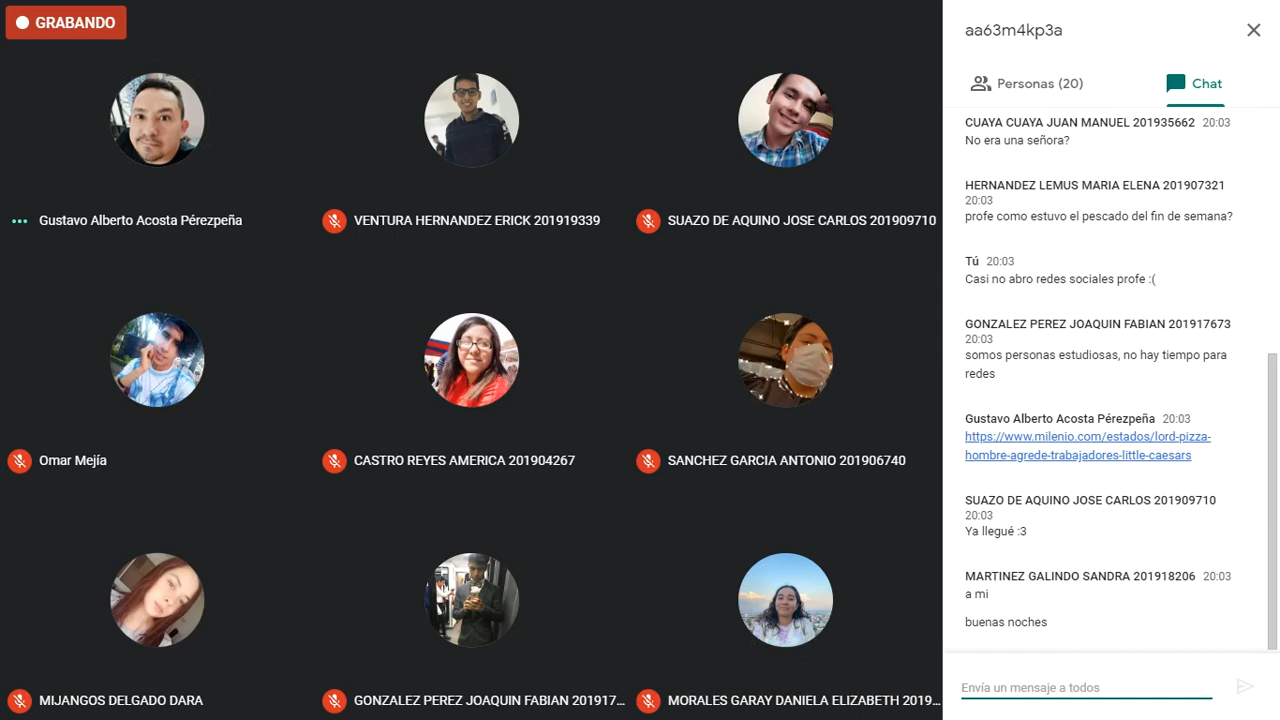 GRABANDO
Gustavo Alberto Acosta Pérezpeña
VENTURA HERNANDEZ ERICK 201919339
SUAZO DE AQUINO JOSE CARLOS 201909710
Omar Mejía
CASTRO REYES AMERICA 201904267
SANCHEZ GARCIA ANTONIO 201906740
MIJANGOS DELGADO DARA
GONZALEZ PEREZ JOAQUIN FABIAN 201917...
MORALES GARAY DANIELA ELIZABETH 2019...
aa63m4kp3a
Personas (20)
Chat
CUAYA CUAYA JUAN MANUEL 201935662 20:03
No era una señora?
HERNANDEZ LEMUS MARIA ELENA 201907321
20:03
profe como estuvo el pescado del fin de semana?
Tú 20:03
Casi no abro redes sociales profe :(
GONZALEZ PEREZ JOAQUIN FABIAN 201917673
20:03
somos personas estudiosas, no hay tiempo para
redes
Gustavo Alberto Acosta Pérezpeña 20:03
https://www.milenio.com/estados/lord-pizza-
hombre-agrede-trabajadores-little-caesars
SUAZO DE AQUINO JOSE CARLOS 201909710
20:03
Ya llegué :3
MARTINEZ GALINDO SANDRA 201918206 20:03
a mi
buenas noches
Envía un mensaje a todos